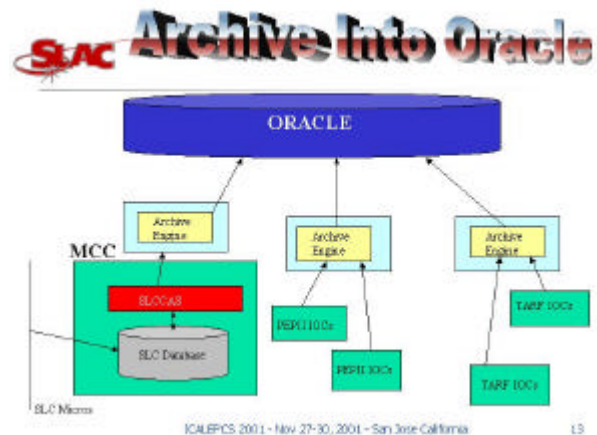 SLAC
Archive Into Oracle
ORACLE
Archive
Engine
Archive
Engine
Archive
Engine
MCC
SLCCAS
SLC Database
PEPII IOCs
PEPII IOCs
TARF IOCs
TARF IOCs
SLC Micros
ICALEPCS 2001 - Nov 27-30, 2001 - San Jose California
13